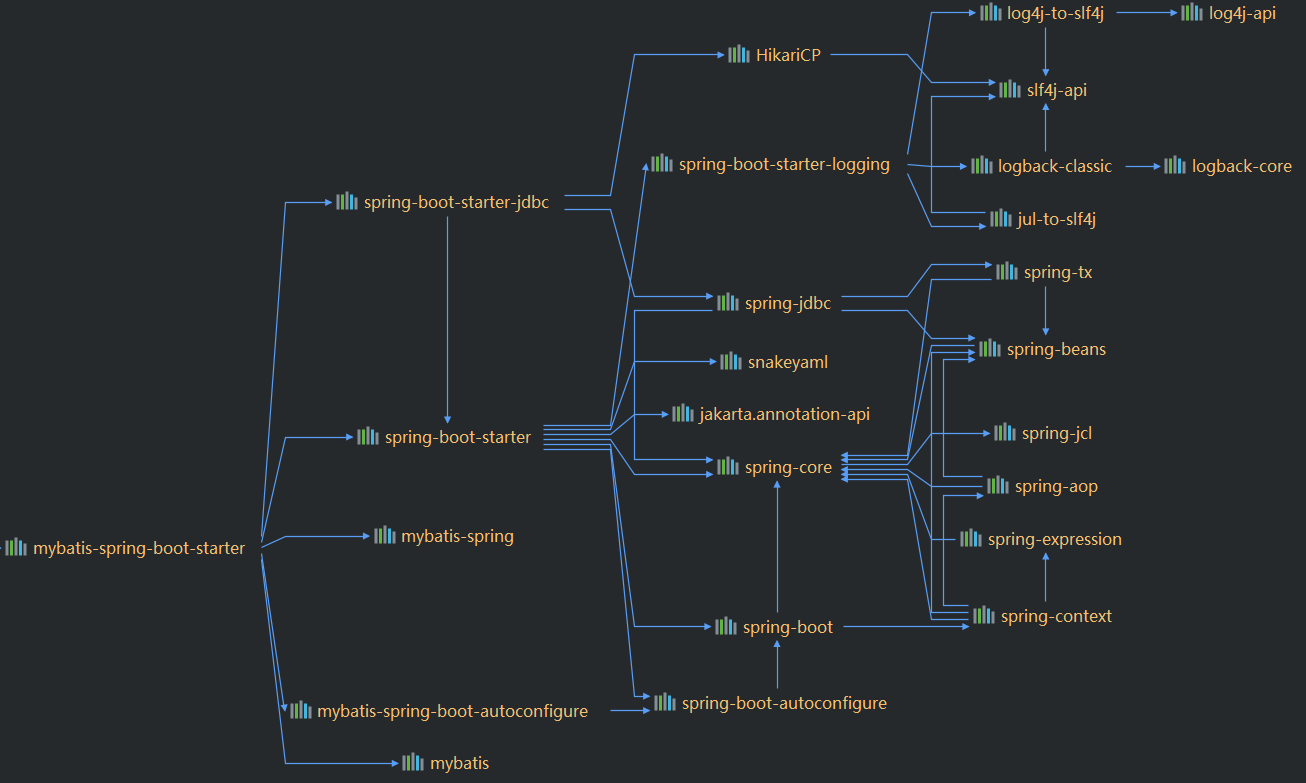 log4j-to-slf4j
log4j-api
HikariCP
slf4j-api
spring-boot-starter-logging
logback-classic
logback-core
spring-boot-starter-jdbc
jul-to-slf4j
spring-tx
spring-jdbc
spring-beans
snakeyaml
jakarta.annotation-api
spring-boot-starter
spring-jcl
spring-core
spring-aop
mybatis-spring
spring-expression
mybatis-spring-boot-starter
spring-context
spring-boot
mybatis-spring-boot-autoconfigure
spring-boot-autoconfigure
mybatis